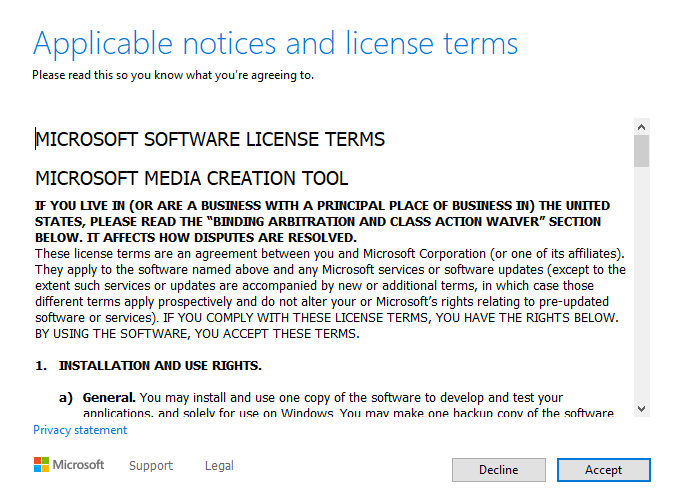 Applicable notices and license terms
Please read this so you know what you're agreeing to.
MICROSOFT SOFTWARE LICENSE TERMS
MICROSOFT MEDIA CREATION TOOL
IF YOU LIVE IN (OR ARE A BUSINESS WITH A PRINCIPAL PLACE OF BUSINESS IN) THE UNITED
STATES, PLEASE READ THE “BINDING ARBITRATION AND CLASS ACTION WAIVER” SECTION
BELOW. IT AFFECTS HOW DISPUTES ARE RESOLVED.
These license terms are an agreement between you and Microsoft Corporation (or one of its affiliates).
They apply to the software named above and any Microsoft services or software updates (except to the
extent such services or updates are accompanied by new or additional terms, in which case those
different terms apply prospectively and do not alter your or Microsoft’s rights relating to pre-updated
software or services). IF YOU COMPLY WITH THESE LICENSE TERMS, YOU HAVE THE RIGHTS BELOW.
BY USING THE SOFTWARE, YOU ACCEPT THESE TERMS.
1. INSTALLATION AND USE RIGHTS.
a) General. You may install and use one copy of the software to develop and test your
applications, and solely for use on Windows. You may make one backup copy of the software
Privacy statement
Microsoft Support Legal Decline Accept